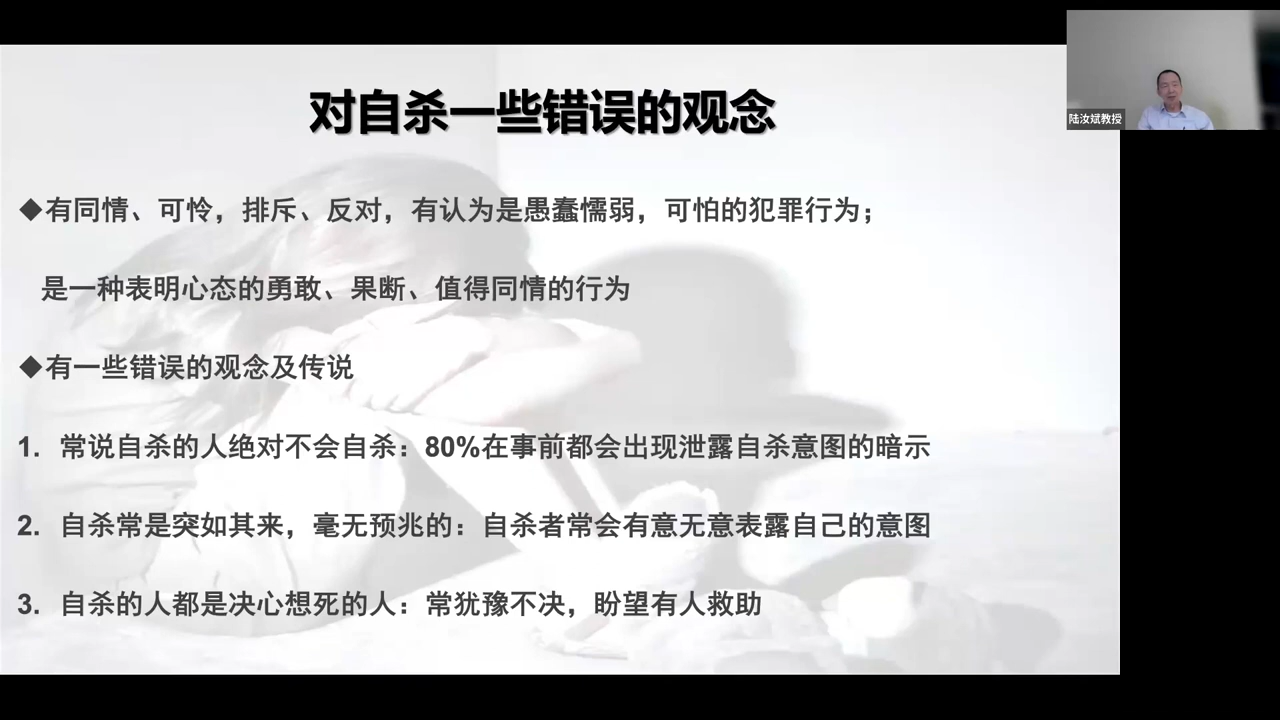 对自杀一些错误的观念
陆汝斌教授
◆有同情、可怜，排斥、反对，有认为是愚蠢懦弱，可怕的犯罪行为；
是一种表明心态的勇敢、果断、值得同情的行为
◆有一些错误的观念及传说
1. 常说自杀的人绝对不会自杀：80%在事前都会出现泄露自杀意图的暗示
2. 自杀常是突如其来，毫无预兆的：自杀者常会有意无意表露自己的意图
3. 自杀的人都是决心想死的人：常犹豫不决，盼望有人救助